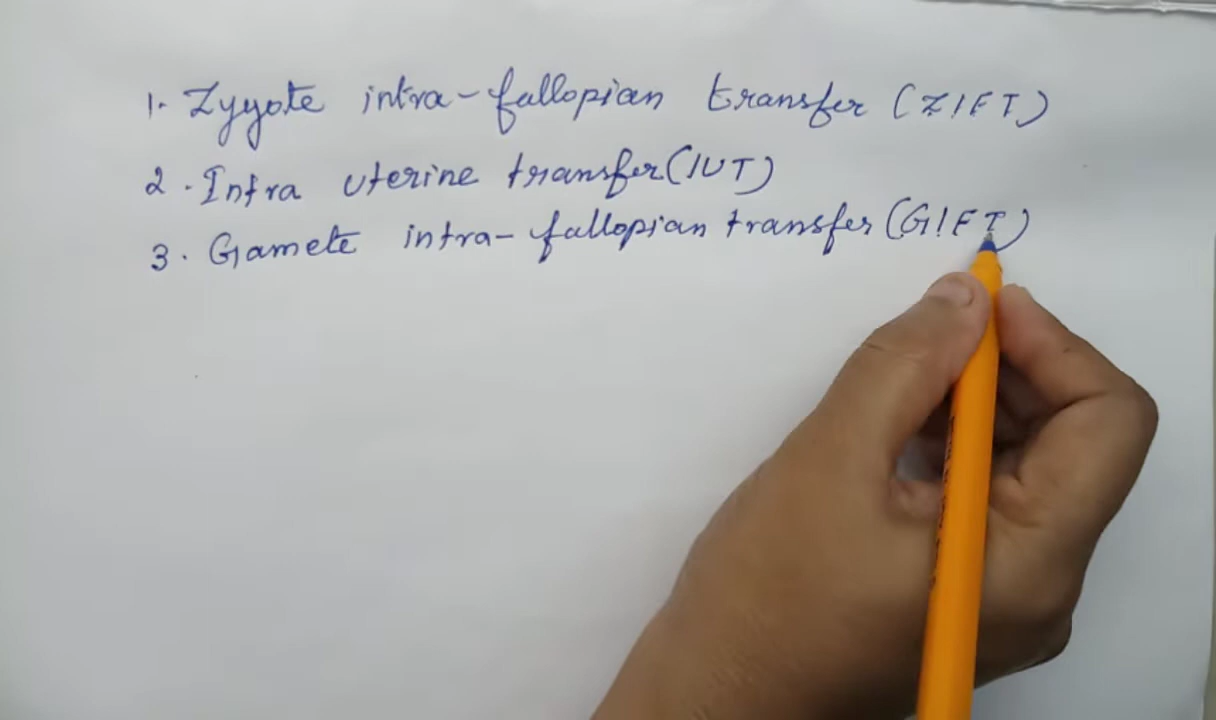 1. Zygote intra-fallopian transfer (ZIFT)
2. Intra uterine transfer (IUT)
3. Gamete intra-fallopian transfer (GIFT)